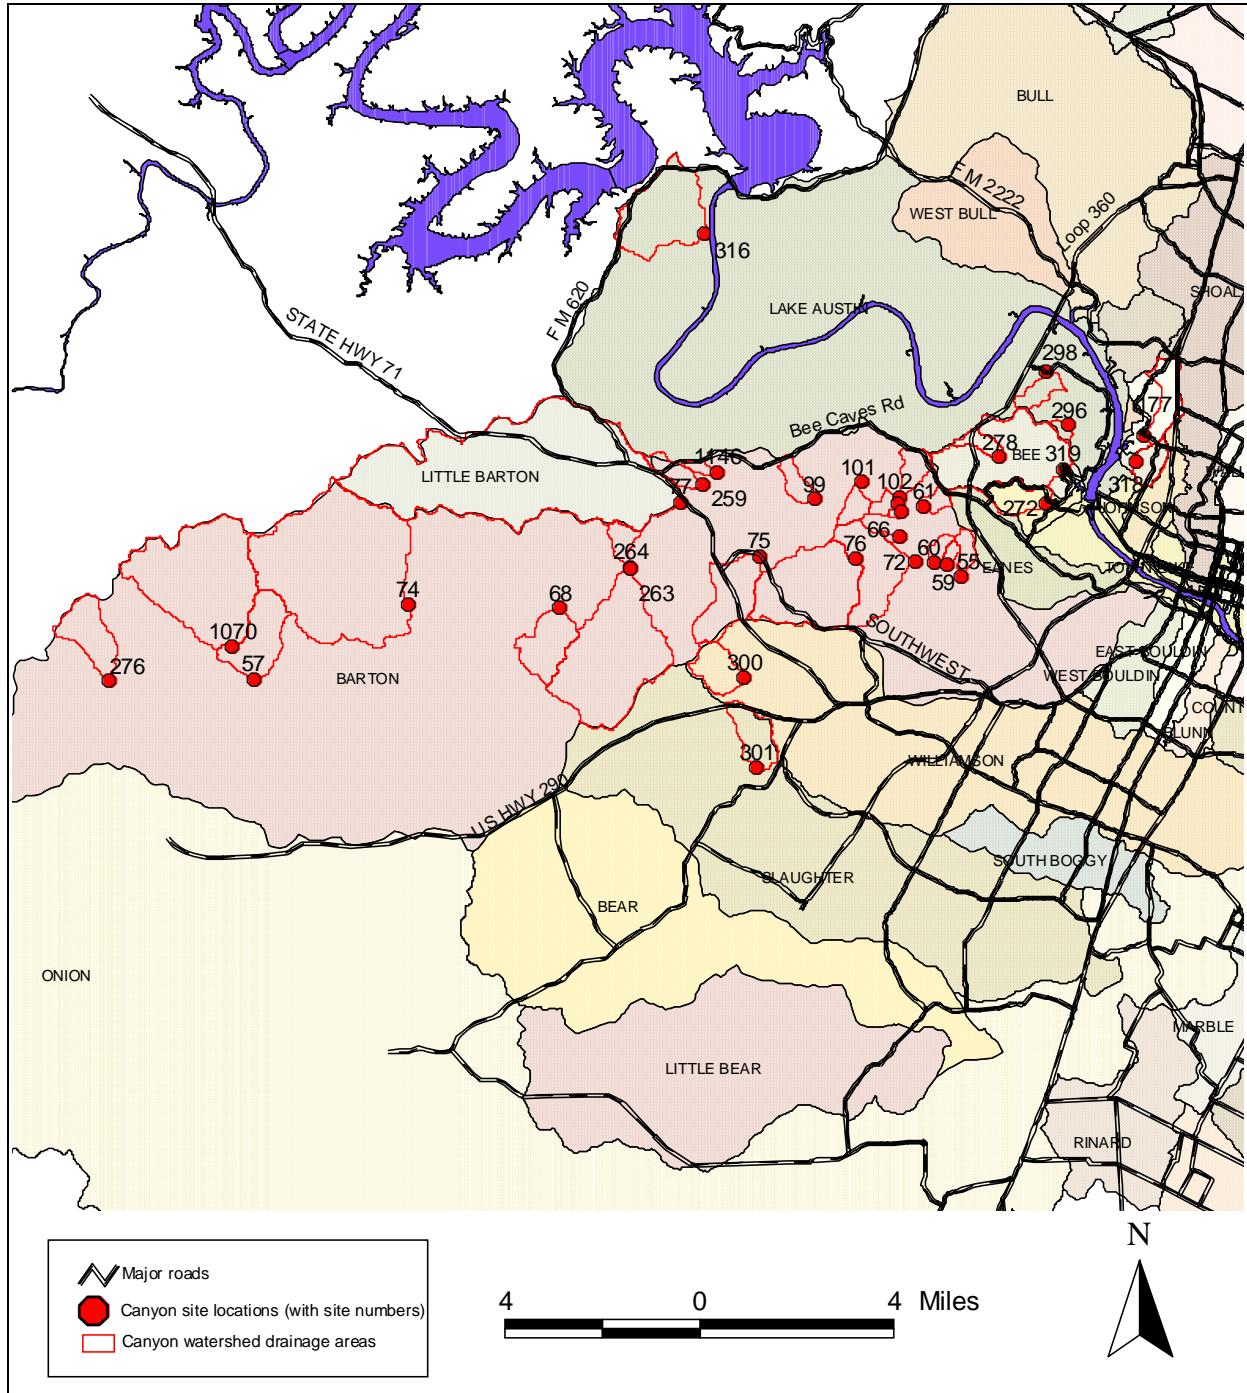 BULL
F M 2222
WEST BULL
Loop 360
SHOAL
316
F M 620
LAKE AUSTIN
STATE HWY 71
298
Bee Caves Rd
296
77
278
BEE
319
1146
LITTLE BARTON
101
102
259
77
99
61
318
272
JOHNSON
66
264
75
76
72
60
55
EANES
59
74
68
263
1070
SOUTHWEST
EAST BOULDIN
276
57
BARTON
300
WEST BOULDIN
BLUNN
301
WILLIAMSON
US HWY 290
SOUTH BOGGY
SLAUGHTER
BEAR
ONION
MARBLE
LITTLE BEAR
RINARD
N
Major roads
Canyon site locations (with site numbers)
Canyon watershed drainage areas
4 0 4 Miles